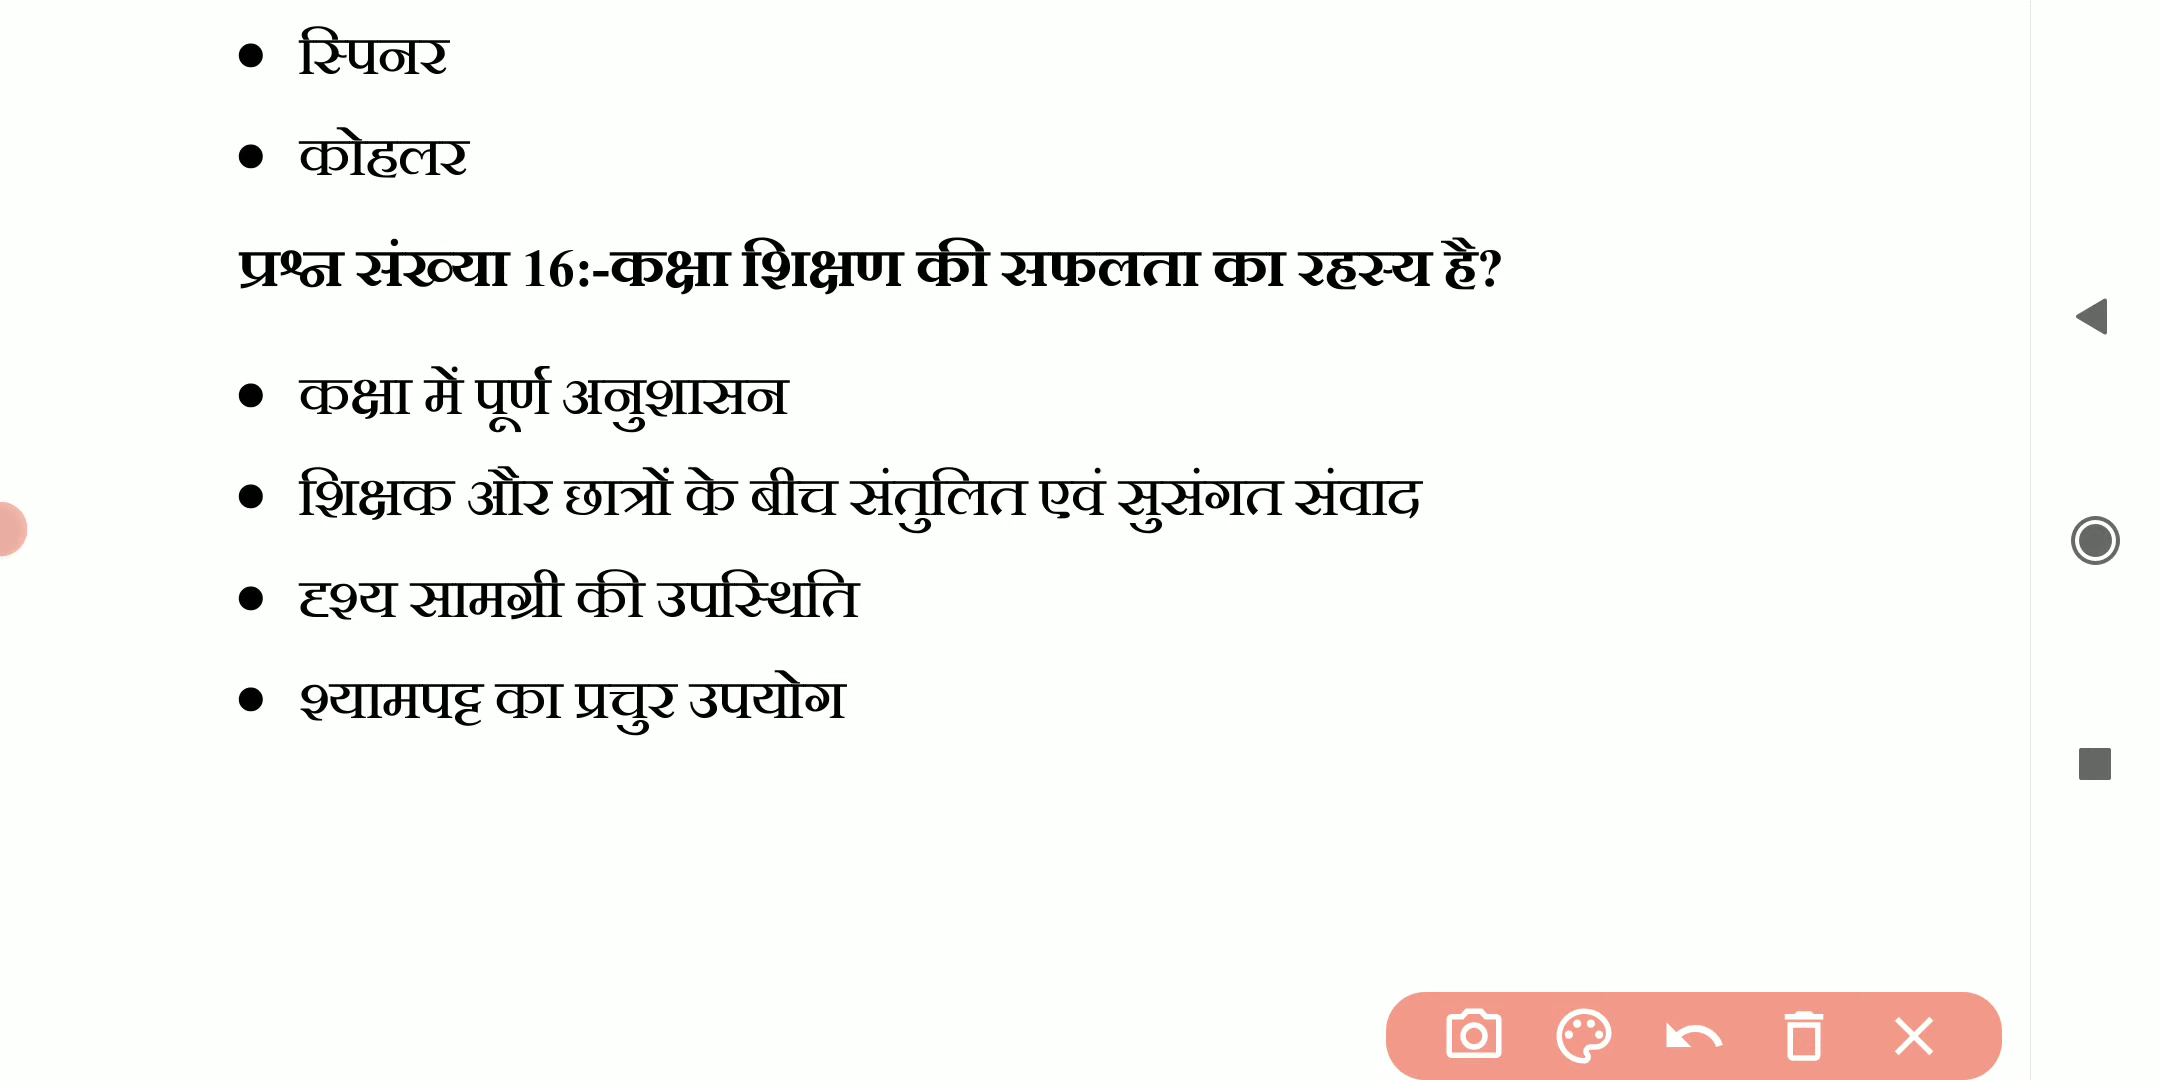 • स्पिनर
• कोहलर
प्रश्न संख्या 16:-कक्षा शिक्षण की सफलता का रहस्य है?
• कक्षा में पूर्ण अनुशासन
• शिक्षक और छात्रों के बीच संतुलित एवं सुसंगत संवाद
• दृश्य सामग्री की उपस्थिति
• श्यामपट्ट का प्रचुर उपयोग